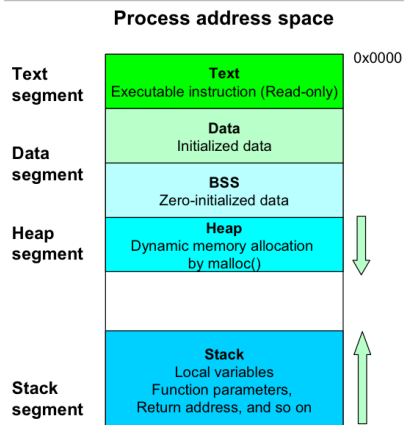 Process address space
0x0000
Text
segment
Text
Executable instruction (Read-only)
Data
segment
Data
Initialized data
BSS
Zero-initialized data
Heap
segment
Heap
Dynamic memory allocation
by malloc()
Stack
segment
Stack
Local variables
Function parameters,
Return address, and so on